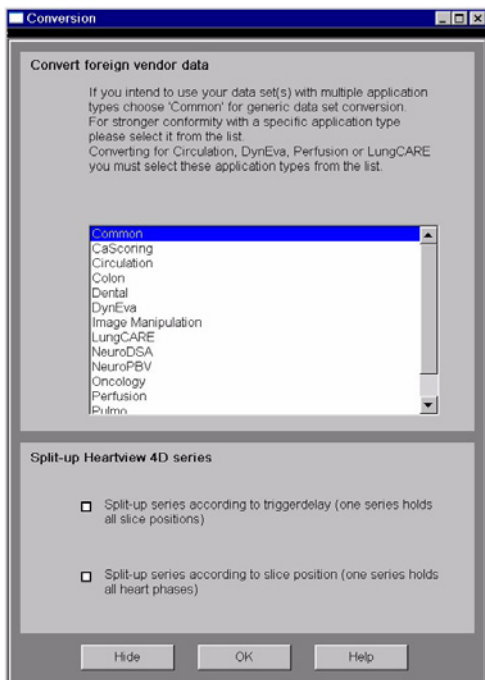 Conversion
Convert foreign vendor data
If you intend to use your data set(s) with multiple application
types choose 'Common' for generic data set conversion.
For stronger conformity with a specific application type
please select it from the list.
Converting for Circulation, DynEva, Perfusion or LungCARE
you must select these application types from the list.
Common
CaScoring
Circulation
Colon
Dental
DynEva
Image Manipulation
LungCARE
NeuroDSA
NeuroPBV
Oncology
Perfusion
Pulmo
Split-up Heartview 4D series
Split-up series according to triggerdelay (one series holds
all slice positions)
Split-up series according to slice position (one series holds
all heart phases)
Hide OK Help